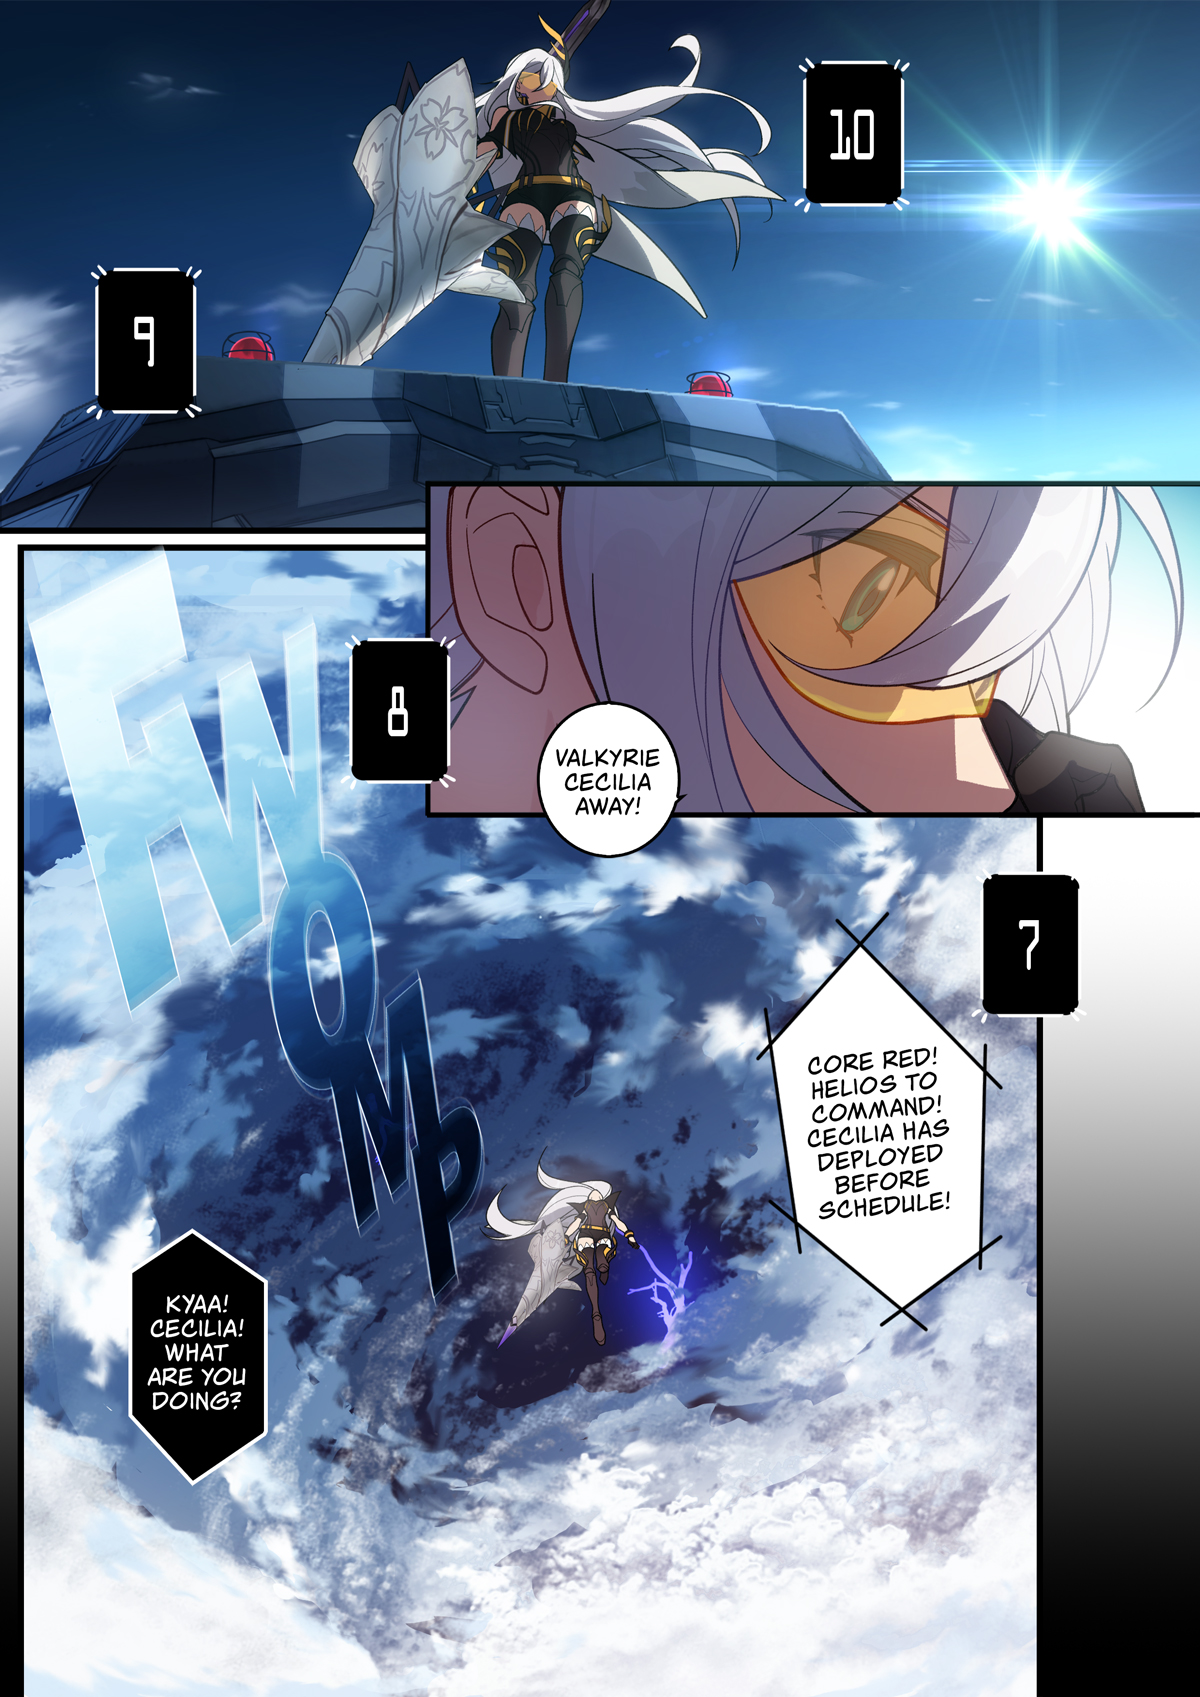 10
9
8
VALKYRIE
CECILIA
AWAY!
FWOMP
7
CORE RED!
HELIOS TO
COMMAND!
CECILIA HAS
DEPLOYED
BEFORE
SCHEDULE!
KYAA!
CECILIA!
WHAT
ARE YOU
DOING?